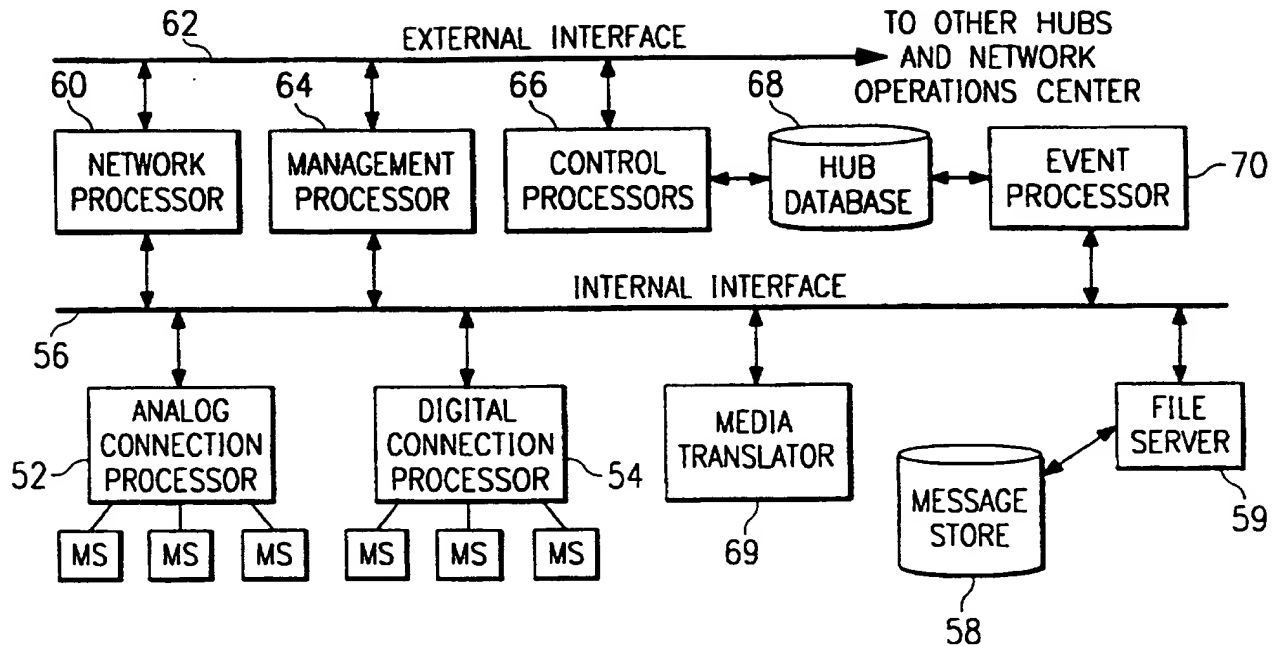 62
EXTERNAL INTERFACE
TO OTHER HUBS
AND NETWORK
OPERATIONS CENTER
60
64
66
68
NETWORK
PROCESSOR
MANAGEMENT
PROCESSOR
CONTROL
PROCESSORS
HUB
DATABASE
EVENT
PROCESSOR
70
INTERNAL INTERFACE
56
ANALOG
CONNECTION
PROCESSOR
52
DIGITAL
CONNECTION
PROCESSOR
54
MEDIA
TRANSLATOR
69
FILE
SERVER
59
MESSAGE
STORE
58
MS
MS
MS
MS
MS
MS